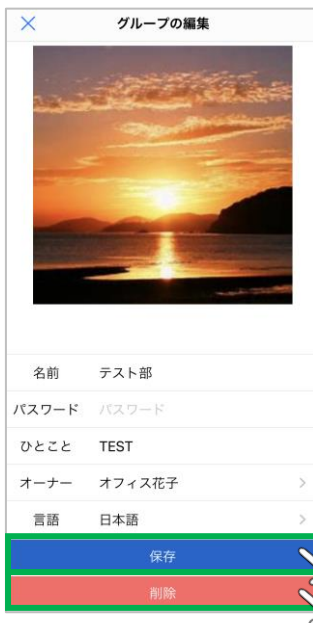 グループの編集
名前 テスト部
パスワード パスワード
ひとこと TEST
オーナー オフィス花子
言語 日本語
保存
削除